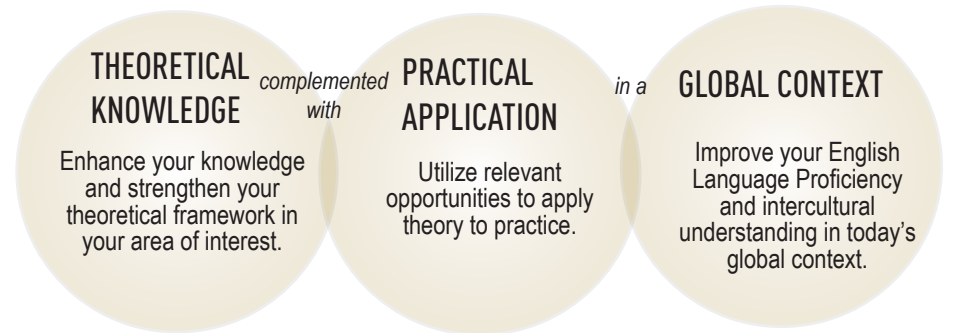 THEORETICAL
KNOWLEDGE
Enhance your knowledge
and strengthen your
theoretical framework in
your area of interest.
complemented
with
PRACTICAL
APPLICATION
Utilize relevant
opportunities to apply
theory to practice.
in a
GLOBAL CONTEXT
Improve your English
Language Proficiency
and intercultural
understanding in today's
global context.